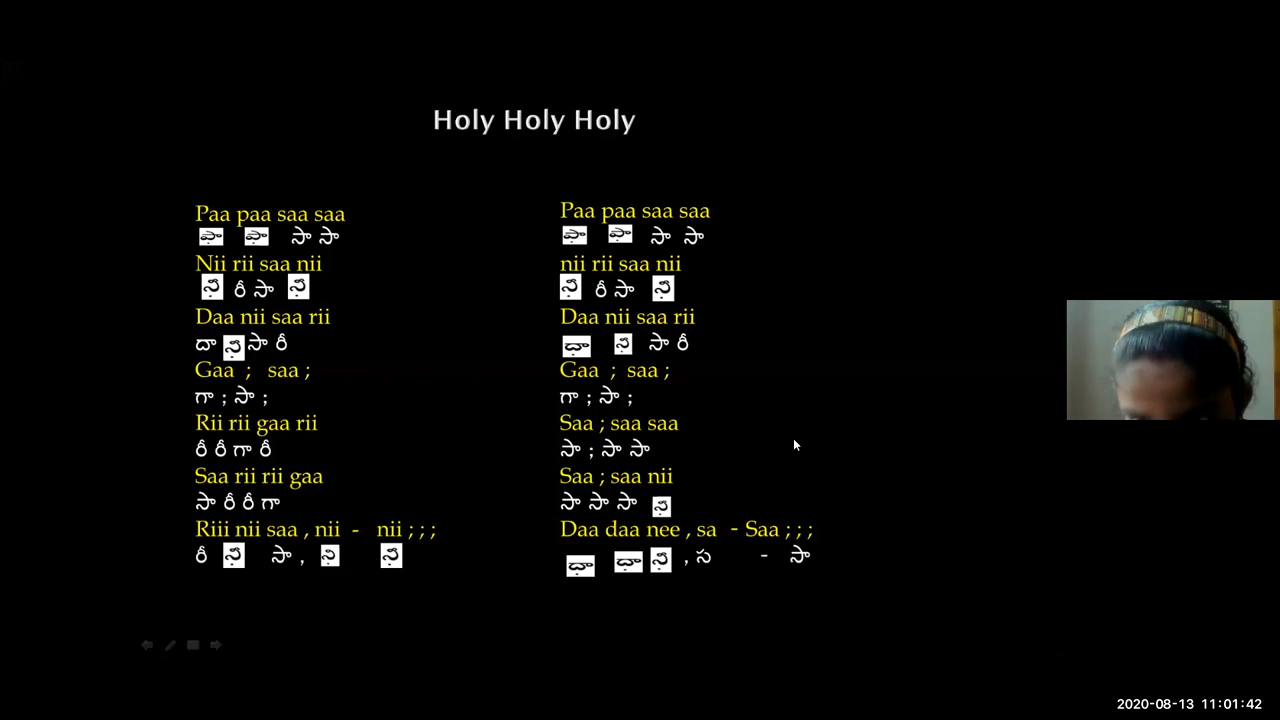 Holy Holy Holy
Paa paa saa saa
పా̣ పా̣ సా సా
Nii rii saa nii
నీ̣ రీ సా నీ̣
Daa nii saa rii
దా నీ̣ సా రీ
Gaa ; saa ;
గా ; సా ;
Rii rii gaa rii
రీ రీ గా రీ
Saa rii rii gaa
సా రీ రీ గా
Riii nii saa , nii - nii ; ; ;
రీ నీ̣ సా , ని̣ నీ̣
Paa paa saa saa
పా̣ పా̣ సా సా
nii rii saa nii
నీ̣ రీ సా నీ̣
Daa nii saa rii
దా̣ నీ̣ సా రీ
Gaa ; saa ;
గా ; సా ;
Saa ; saa saa
సా ; సా సా
Saa ; saa nii
సా సా సా నీ̣
Daa daa nee , sa - Saa ; ; ;
దా̣ దా̣ నీ̣ , స - సా
2020-08-13 11:01:42